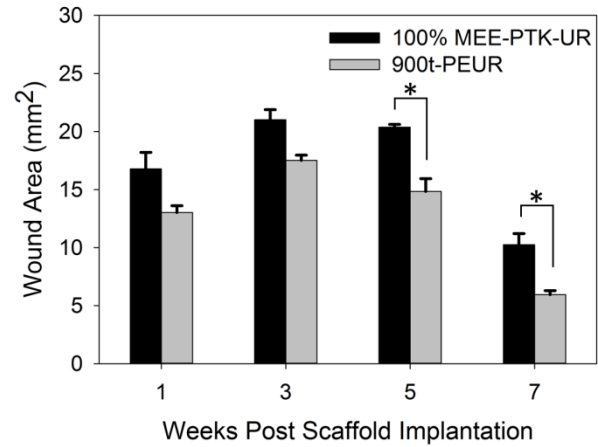 30
25
20
15
10
5
0
Wound Area (mm²)
100% MEE-PTK-UR
900t-PEUR
*
*
1 3 5 7
Weeks Post Scaffold Implantation